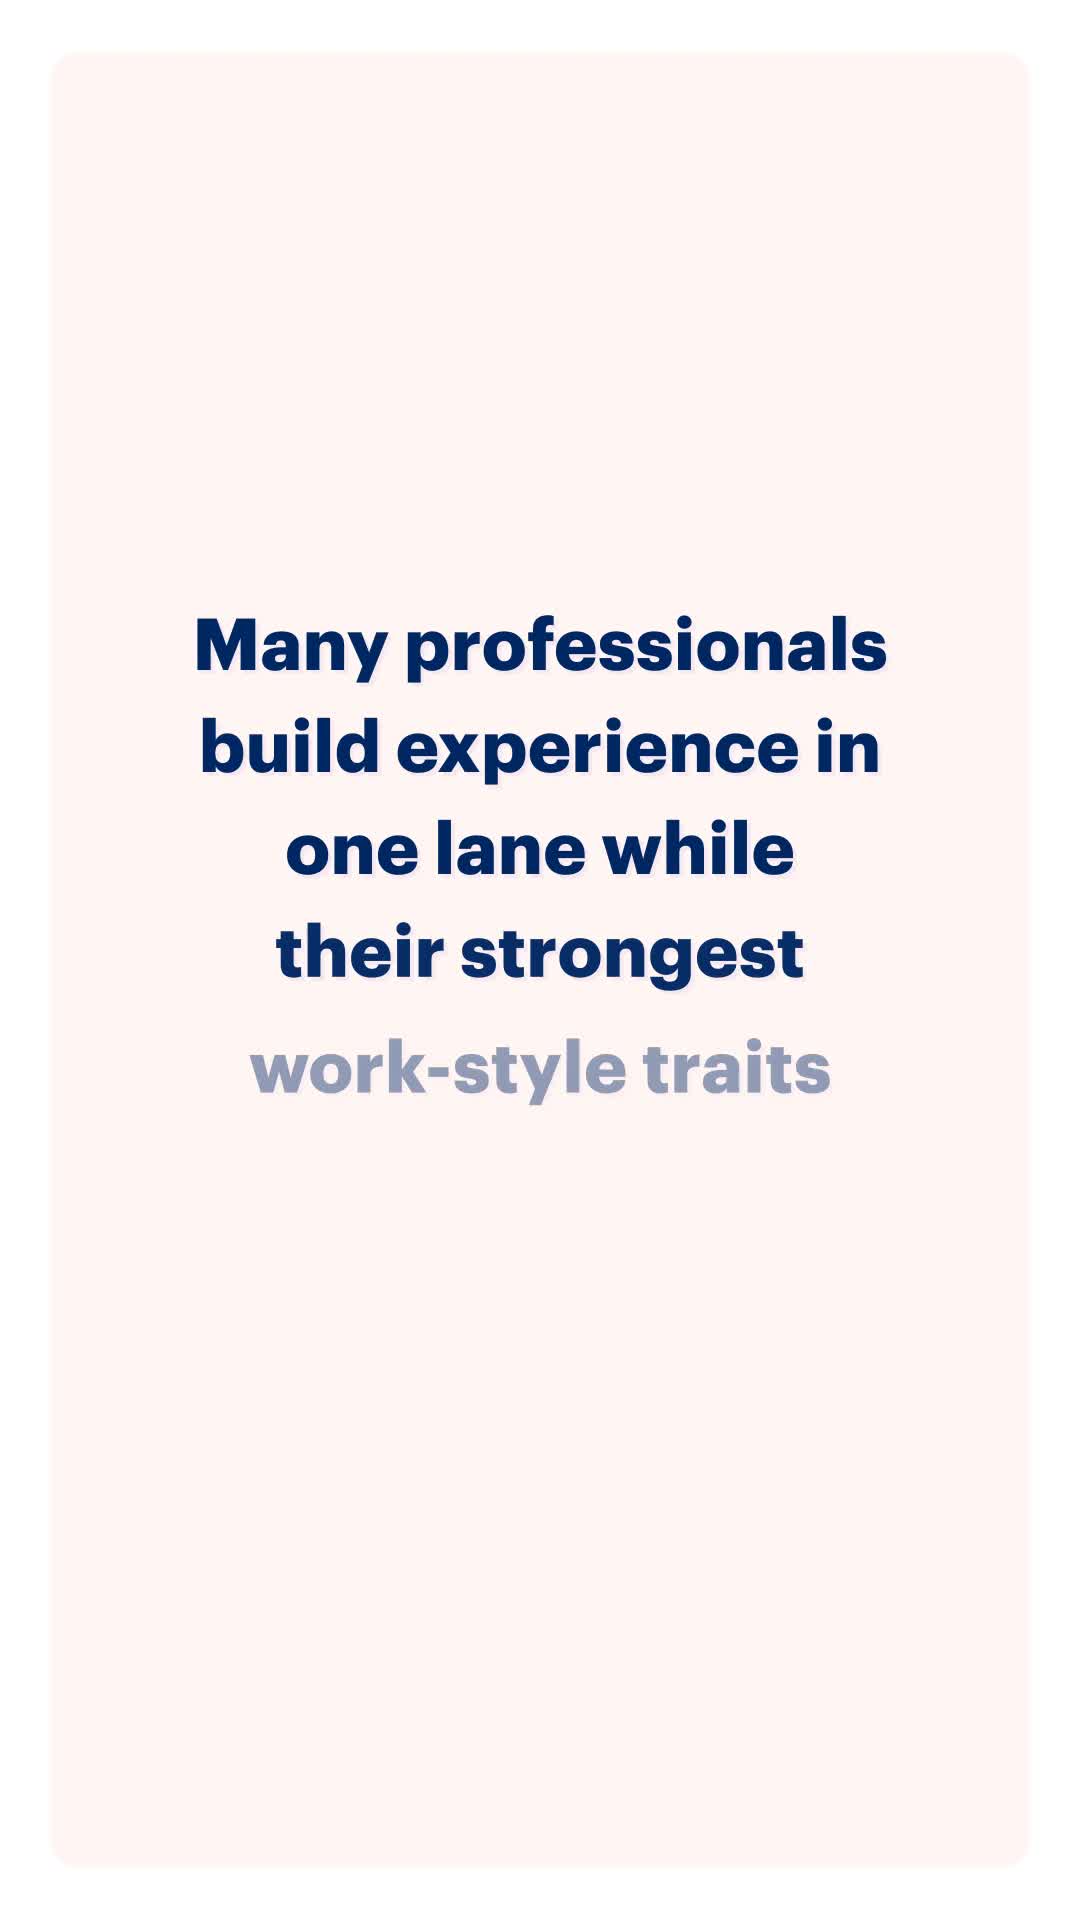 Many professionals
build experience in
one lane while
their strongest
work-style traits